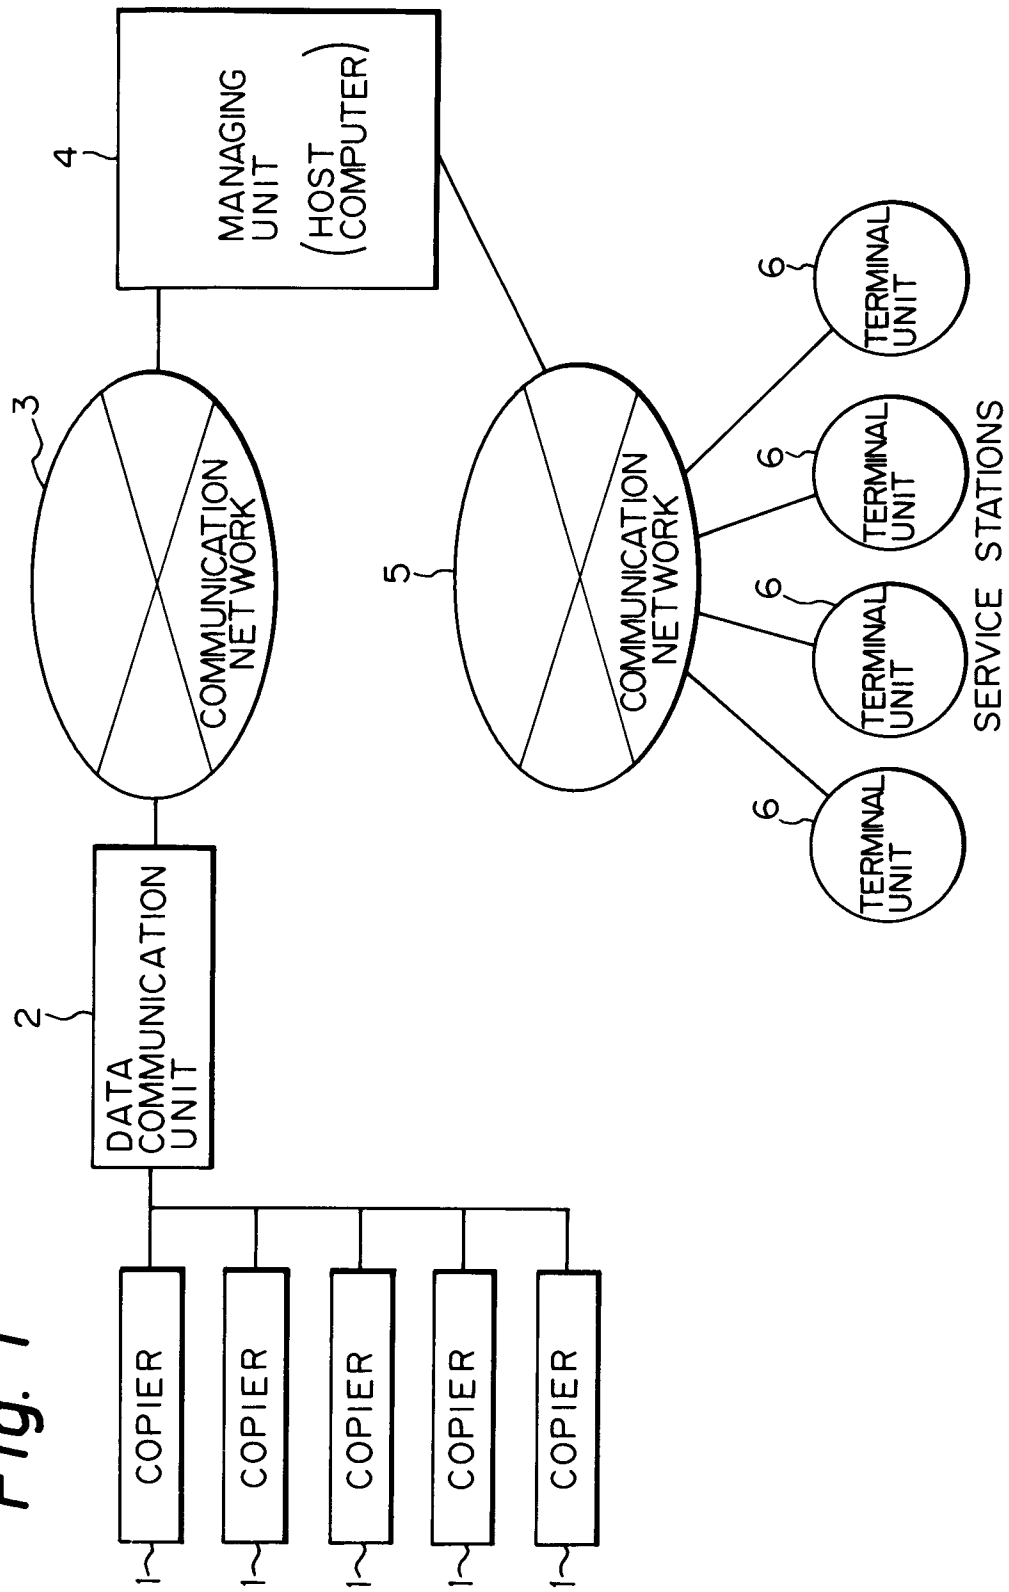 Fig. 1
1
COPIER
1
COPIER
1
COPIER
1
COPIER
1
COPIER
2
DATA
COMMUNICATION
UNIT
3
COMMUNICATION
NETWORK
4
MANAGING
UNIT
(HOST
COMPUTER)
5
COMMUNICATION
NETWORK
6
TERMINAL
UNIT
6
TERMINAL
UNIT
6
TERMINAL
UNIT
6
TERMINAL
UNIT
SERVICE STATIONS